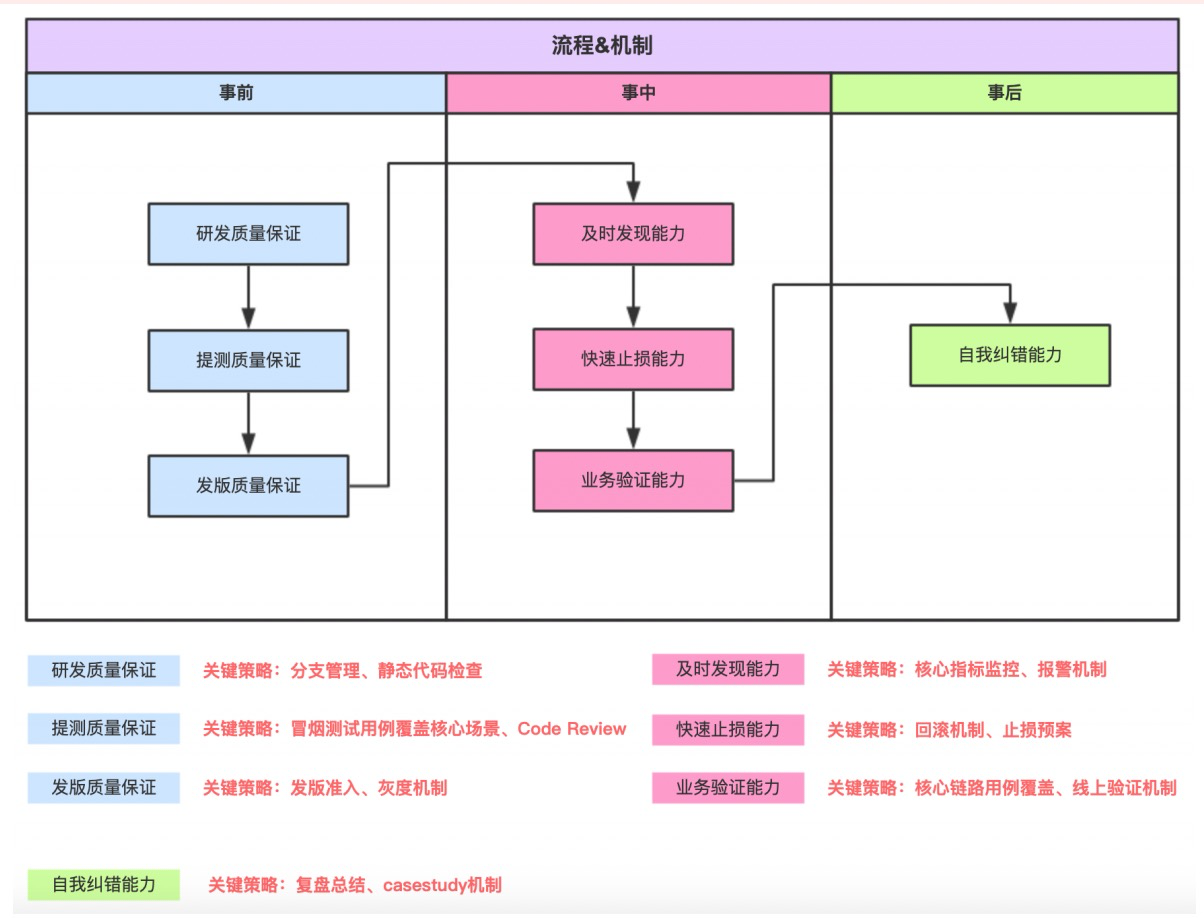 流程&机制
事前
事中
事后
研发质量保证
提测质量保证
发版质量保证
及时发现能力
快速止损能力
业务验证能力
自我纠错能力
研发质量保证 关键策略：分支管理、静态代码检查
提测质量保证 关键策略：冒烟测试用例覆盖核心场景、Code Review
发版质量保证 关键策略：发版准入、灰度机制
及时发现能力 关键策略：核心指标监控、报警机制
快速止损能力 关键策略：回滚机制、止损预案
业务验证能力 关键策略：核心链路用例覆盖、线上验证机制
自我纠错能力 关键策略：复盘总结、casestudy机制